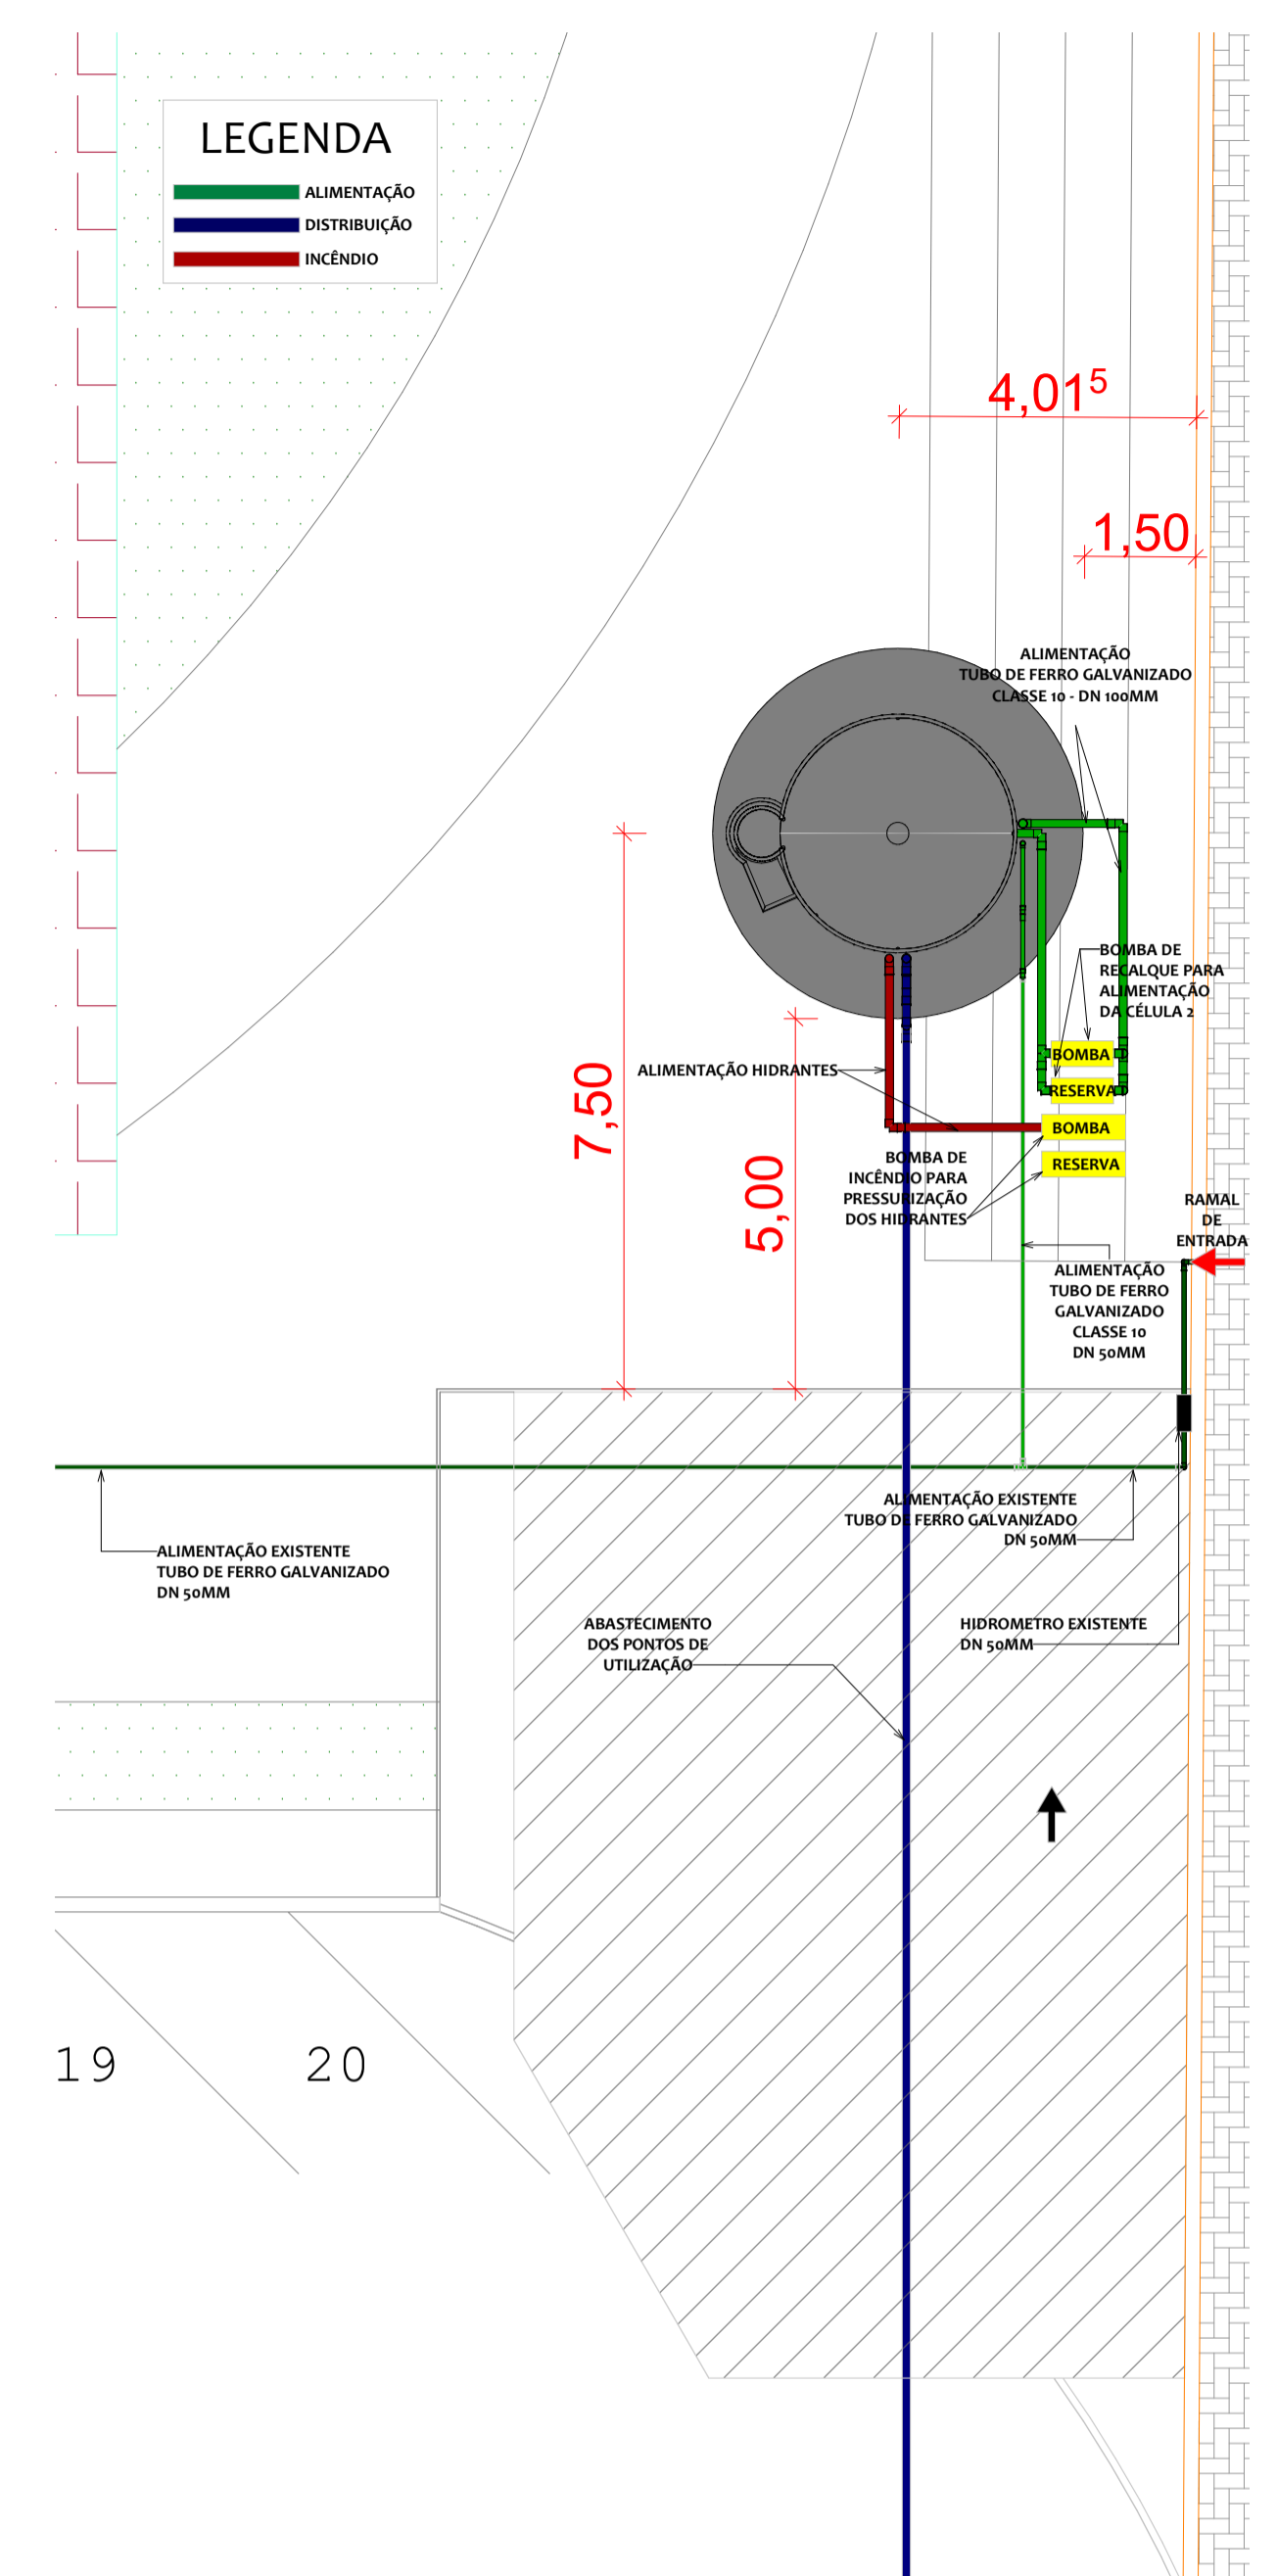 LEGENDA
ALIMENTAÇÃO
DISTRIBUIÇÃO
INCÊNDIO
4,01⁵
1,50
ALIMENTAÇÃO
TUBO DE FERRO GALVANIZADO
CLASSE 10 - DN 100MM
BOMBA DE
RECALQUE PARA
ALIMENTAÇÃO
DA CÉLULA 2
BOMBA
RESERVA
ALIMENTAÇÃO HIDRANTES
BOMBA
RESERVA
7,50
5,00
BOMBA DE
INCÊNDIO PARA
PRESSURIZAÇÃO
DOS HIDRANTES
RAMAL
DE
ENTRADA
ALIMENTAÇÃO
TUBO DE FERRO
GALVANIZADO
CLASSE 10
DN 50MM
ALIMENTAÇÃO EXISTENTE
TUBO DE FERRO GALVANIZADO
DN 50MM
ALIMENTAÇÃO EXISTENTE
TUBO DE FERRO GALVANIZADO
DN 50MM
ABASTECIMENTO
DOS PONTOS DE
UTILIZAÇÃO
HIDROMETRO EXISTENTE
DN 50MM
19
20